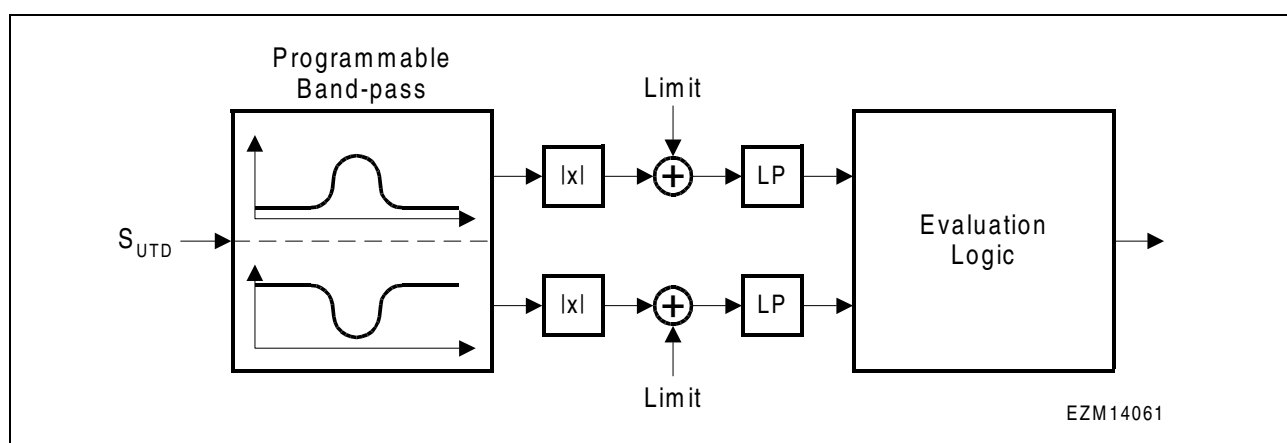 Programmable
Band-pass
Limit
|x|
+
LP
S_UTD
Evaluation
Logic
|x|
+
LP
Limit
EZM14061